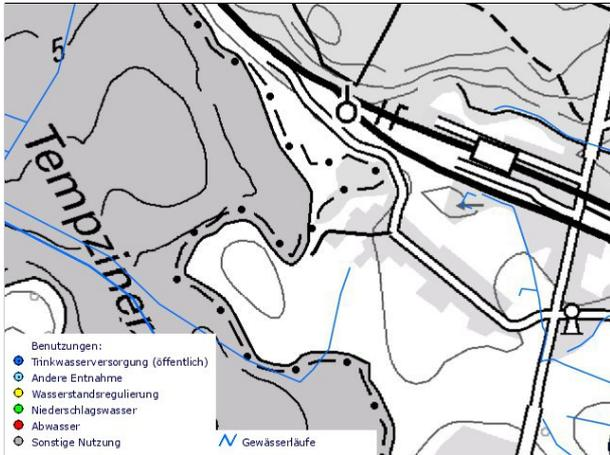 5
Tempziner
Benutzungen:
Trinkwasserversorgung (öffentlich)
Andere Entnahme
Wasserstandsregulierung
Niederschlagswasser
Abwasser
Sonstige Nutzung
Gewässerläufe